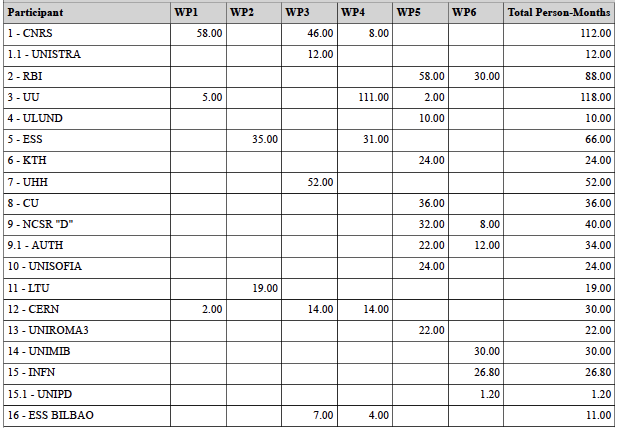 Participant WP1 WP2 WP3 WP4 WP5 WP6 Total Person-Months
1 - CNRS 58.00 46.00 8.00 112.00
1.1 - UNISTRA 12.00 12.00
2 - RBI 58.00 30.00 88.00
3 - UU 5.00 111.00 2.00 118.00
4 - ULUND 10.00 10.00
5 - ESS 35.00 31.00 66.00
6 - KTH 24.00 24.00
7 - UHH 52.00 52.00
8 - CU 36.00 36.00
9 - NCSR "D" 32.00 8.00 40.00
9.1 - AUTH 22.00 12.00 34.00
10 - UNISOFIA 24.00 24.00
11 - LTU 19.00 19.00
12 - CERN 2.00 14.00 14.00 30.00
13 - UNIROMA3 22.00 22.00
14 - UNIMIB 30.00 30.00
15 - INFN 26.80 26.80
15.1 - UNIPD 1.20 1.20
16 - ESS BILBAO 7.00 4.00 11.00